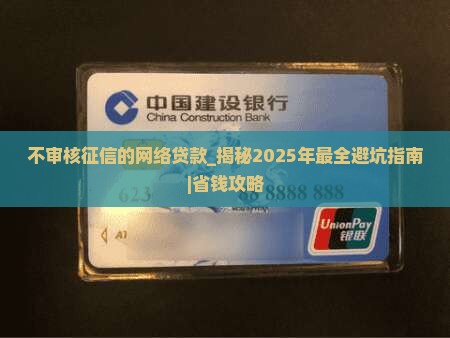 中国建设银行
China Construction Bank
不审核征信的网络贷款_揭秘2025年最全避坑指南
|省钱攻略
623 88 8888 888
ATM
UnionPay
银联